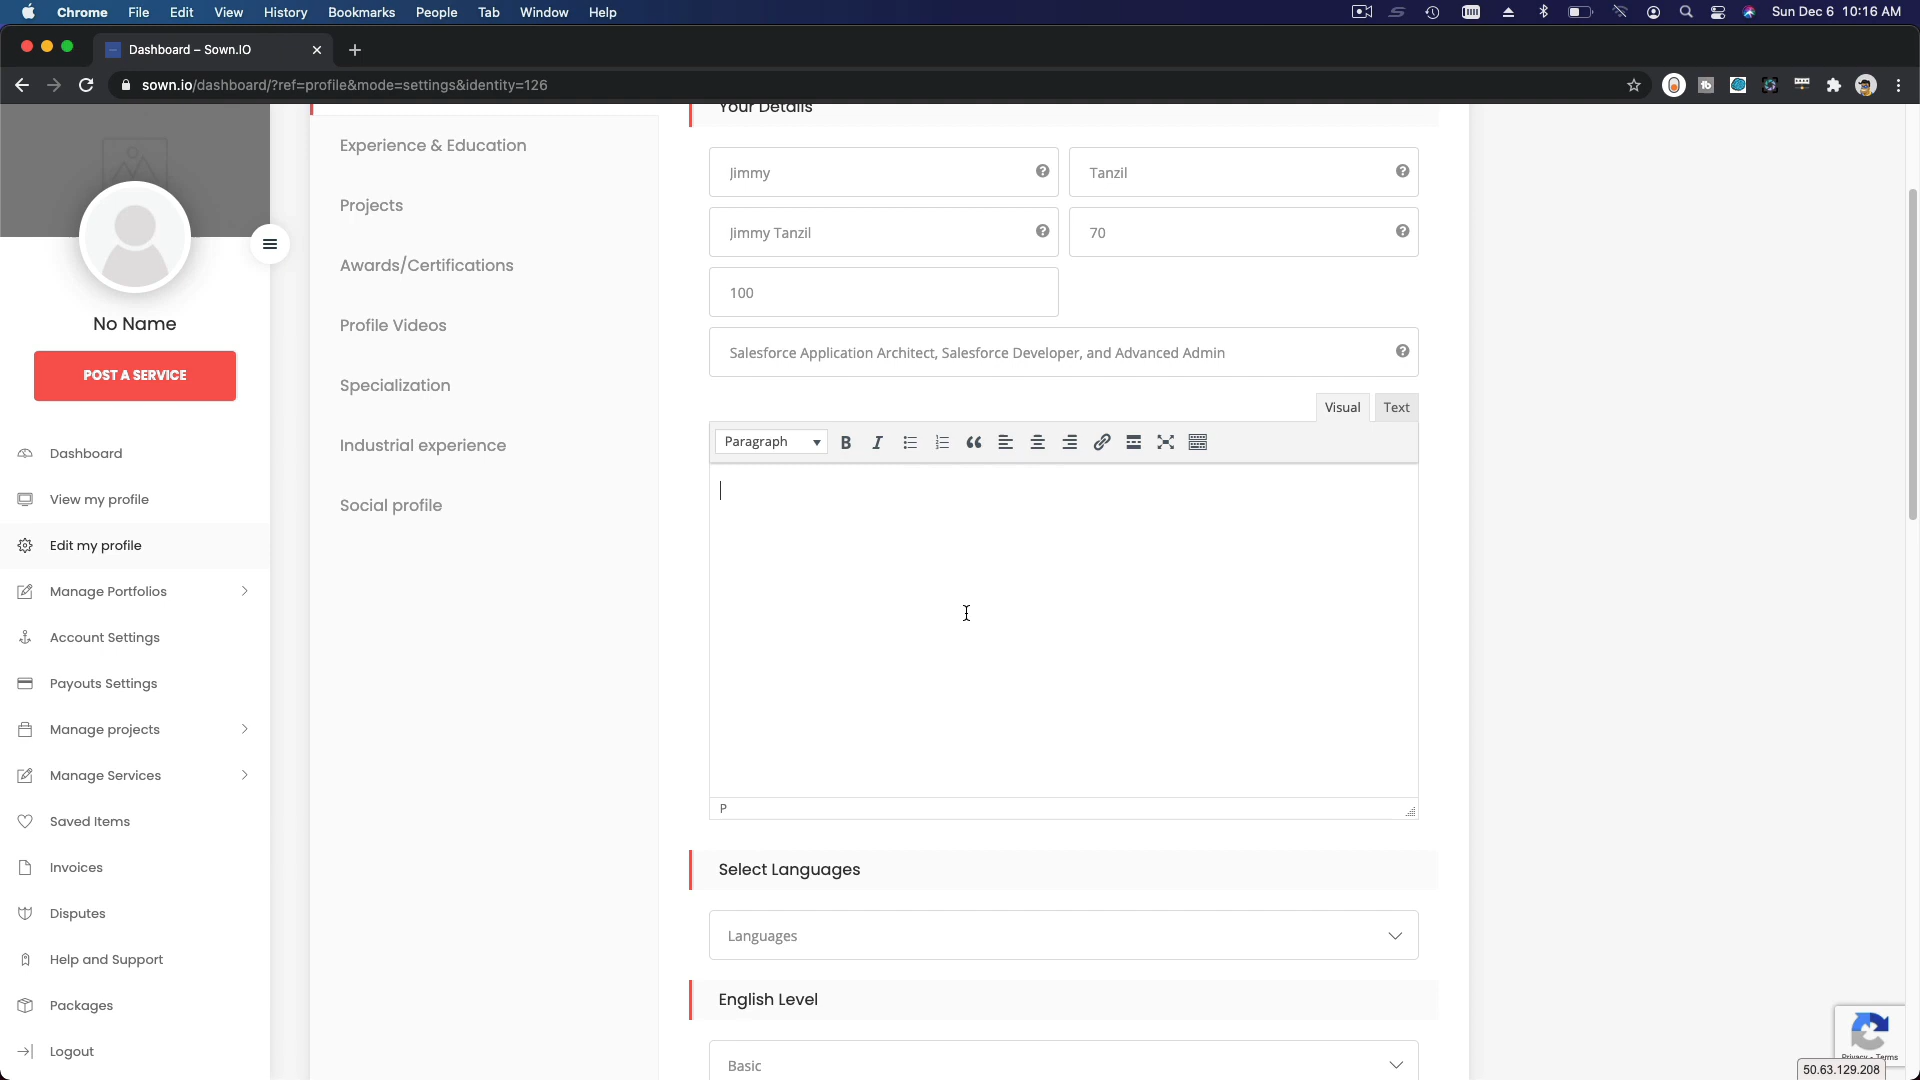 Chrome File Edit View History Bookmarks People Tab Window Help
Sun Dec 6 10:16 AM
Dashboard – Sown.IO
sown.io/dashboard/?ref=profile&mode=settings&identity=126
No Name
POST A SERVICE
Dashboard
View my profile
Edit my profile
Manage Portfolios
Account Settings
Payouts Settings
Manage projects
Manage Services
Saved Items
Invoices
Disputes
Help and Support
Packages
Logout
Experience & Education
Projects
Awards/Certifications
Profile Videos
Specialization
Industrial experience
Social profile
Your Details
Jimmy
Tanzil
Jimmy Tanzil
70
100
Salesforce Application Architect, Salesforce Developer, and Advanced Admin
Visual Text
Paragraph
P
Select Languages
Languages
English Level
Basic
Privacy - Terms
50.63.129.208